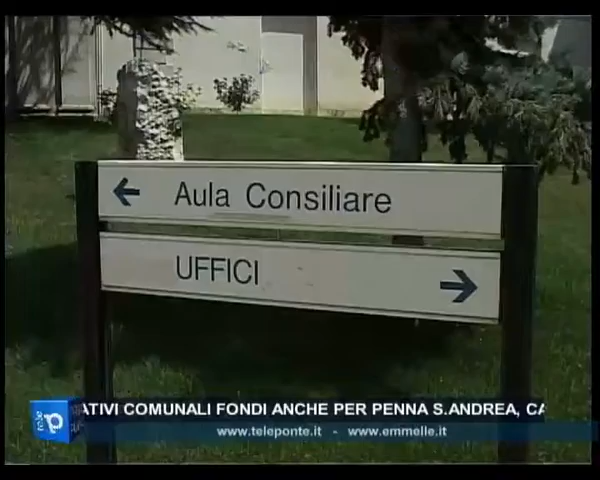 Aula Consiliare
UFFICI
ATIVI COMUNALI FONDI ANCHE PER PENNA S.ANDREA, CA
www.teleponte.it - www.emmelle.it